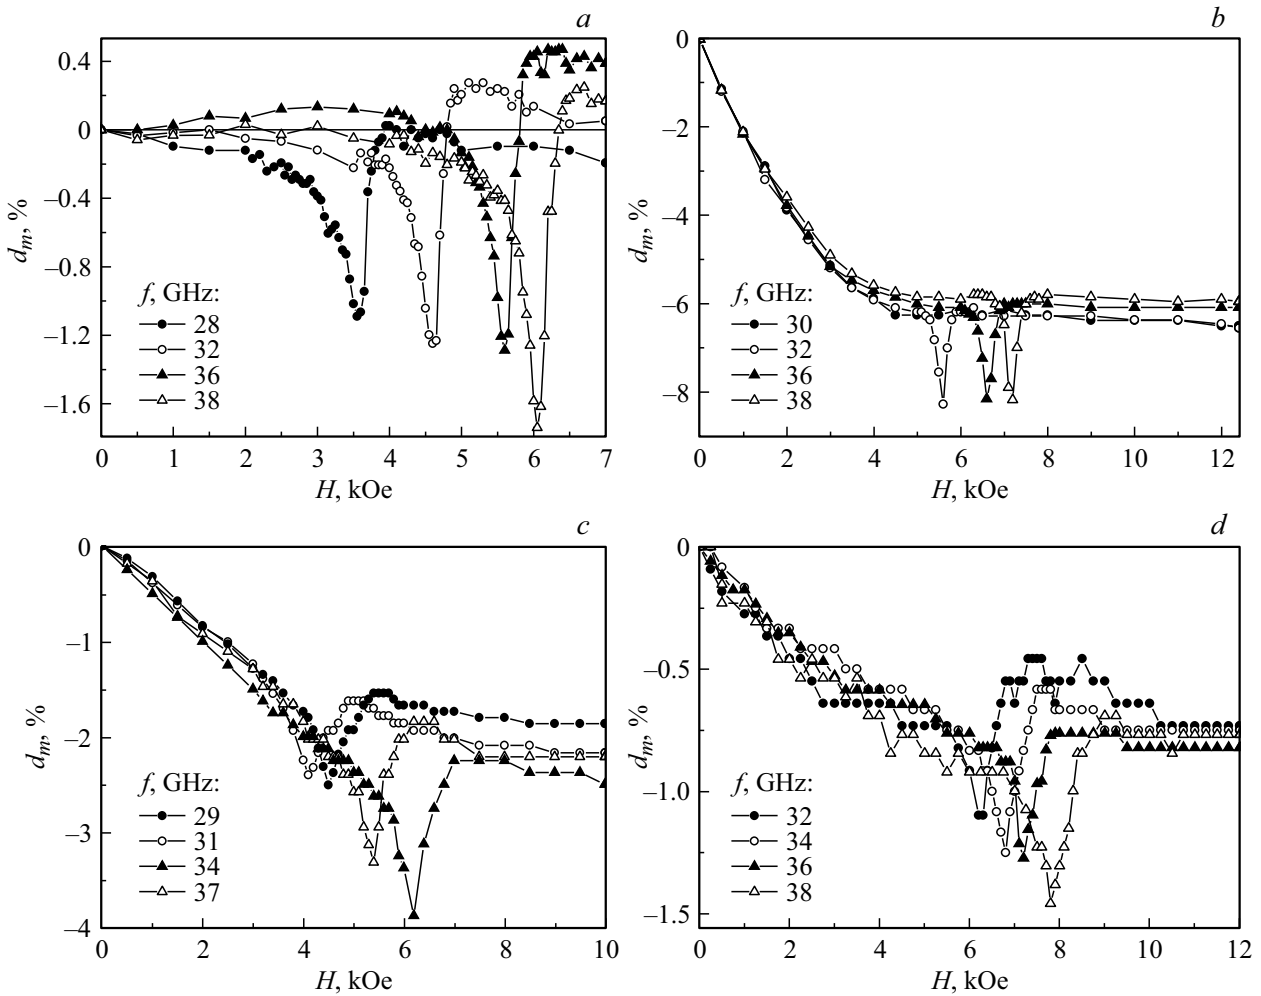 a
0.4
0
−0.4
−0.8
−1.2
−1.6
d_m, %
f, GHz:
28
32
36
38
0 1 2 3 4 5 6 7
H, kOe
b
0
−2
−4
−6
−8
d_m, %
f, GHz:
30
32
36
38
0 2 4 6 8 10 12
H, kOe
c
0
−1
−2
−3
−4
d_m, %
f, GHz:
29
31
34
37
0 2 4 6 8 10
H, kOe
d
0
−0.5
−1.0
−1.5
d_m, %
f, GHz:
32
34
36
38
0 2 4 6 8 10 12
H, kOe